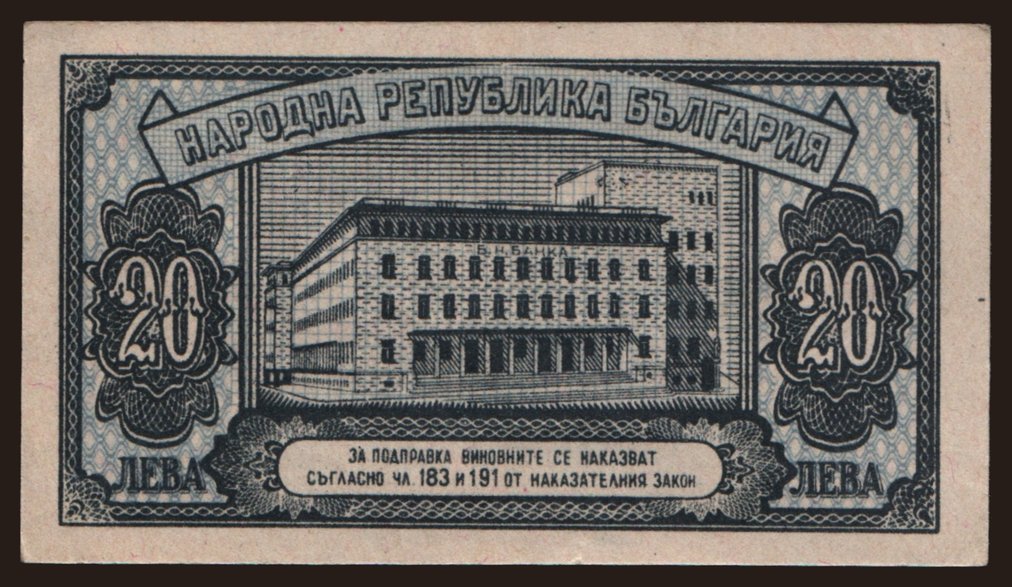 НАРОДНА РЕПУБЛИКА БЪЛГАРИЯ
Б.Н.БАНКА
20
20
ЛЕВА
ЛЕВА
ЗА ПОДПРАВКА ВИНОВНИТЕ СЕ НАКАЗВАТ
СЪГЛАСНО ЧЛ. 183 И 191 ОТ НАКАЗАТЕЛНИЯ ЗАКОН